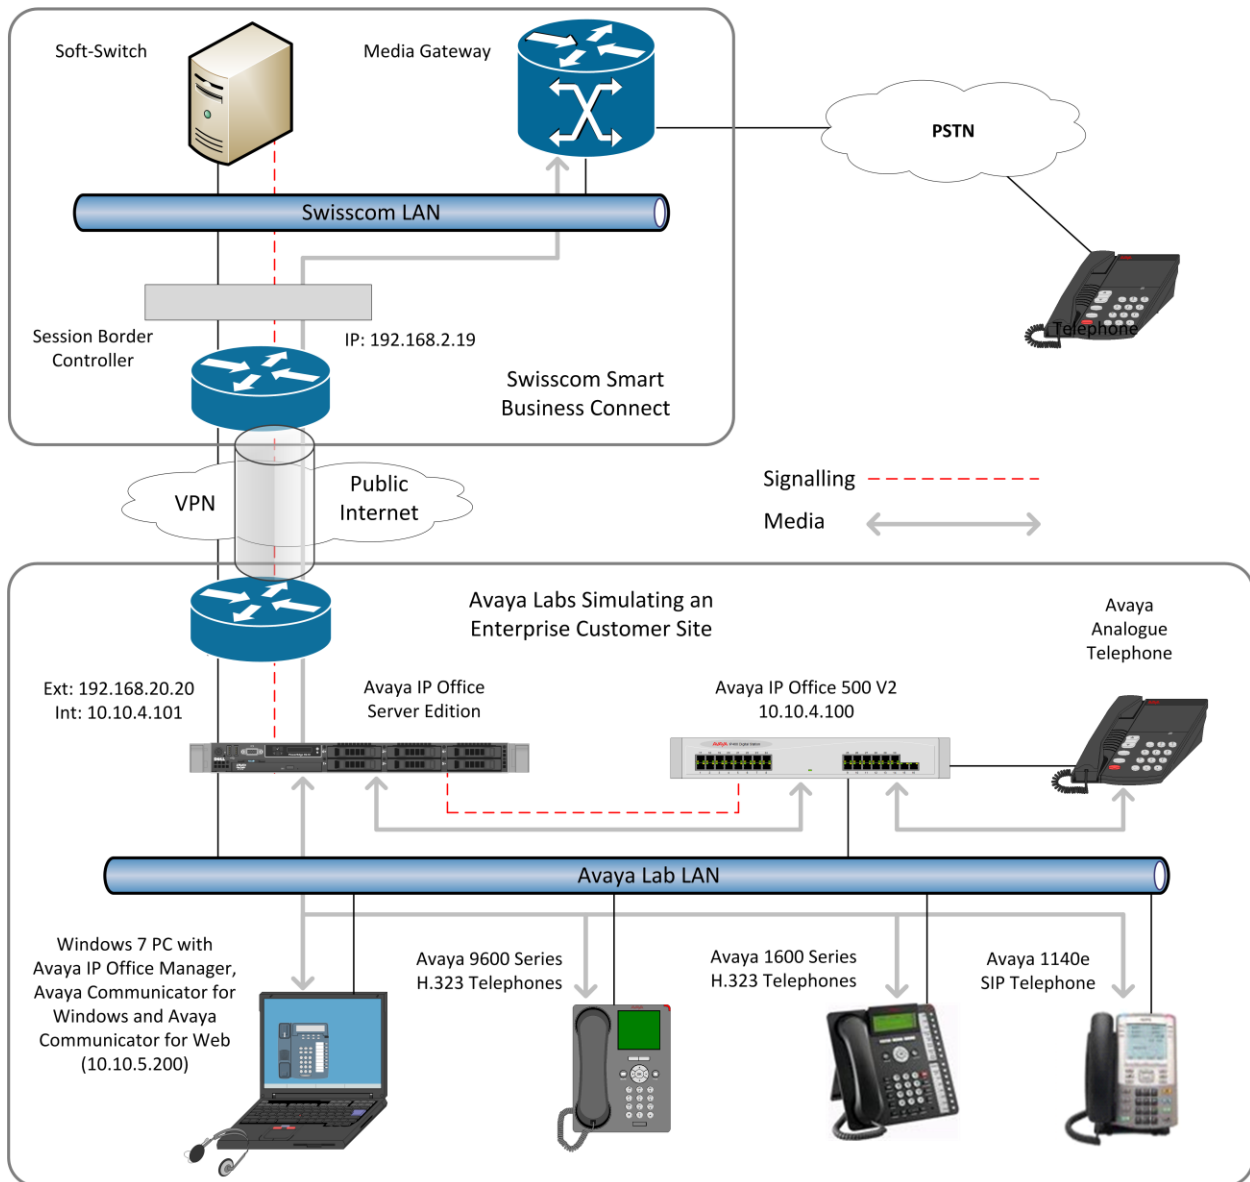 Soft-Switch
Media Gateway
PSTN
Swisscom LAN
Telephone
Session Border
Controller
IP: 192.168.2.19
Swisscom Smart
Business Connect
VPN
Public
Internet
Signalling
Media
Avaya Labs Simulating an
Enterprise Customer Site
Avaya
Analogue
Telephone
Ext: 192.168.20.20
Int: 10.10.4.101
Avaya IP Office
Server Edition
Avaya IP Office 500 V2
10.10.4.100
AVAYA
Avaya Lab LAN
Windows 7 PC with
Avaya IP Office Manager,
Avaya Communicator for
Windows and Avaya
Communicator for Web
(10.10.5.200)
Avaya 9600 Series
H.323 Telephones
Avaya 1600 Series
H.323 Telephones
Avaya 1140e
SIP Telephone